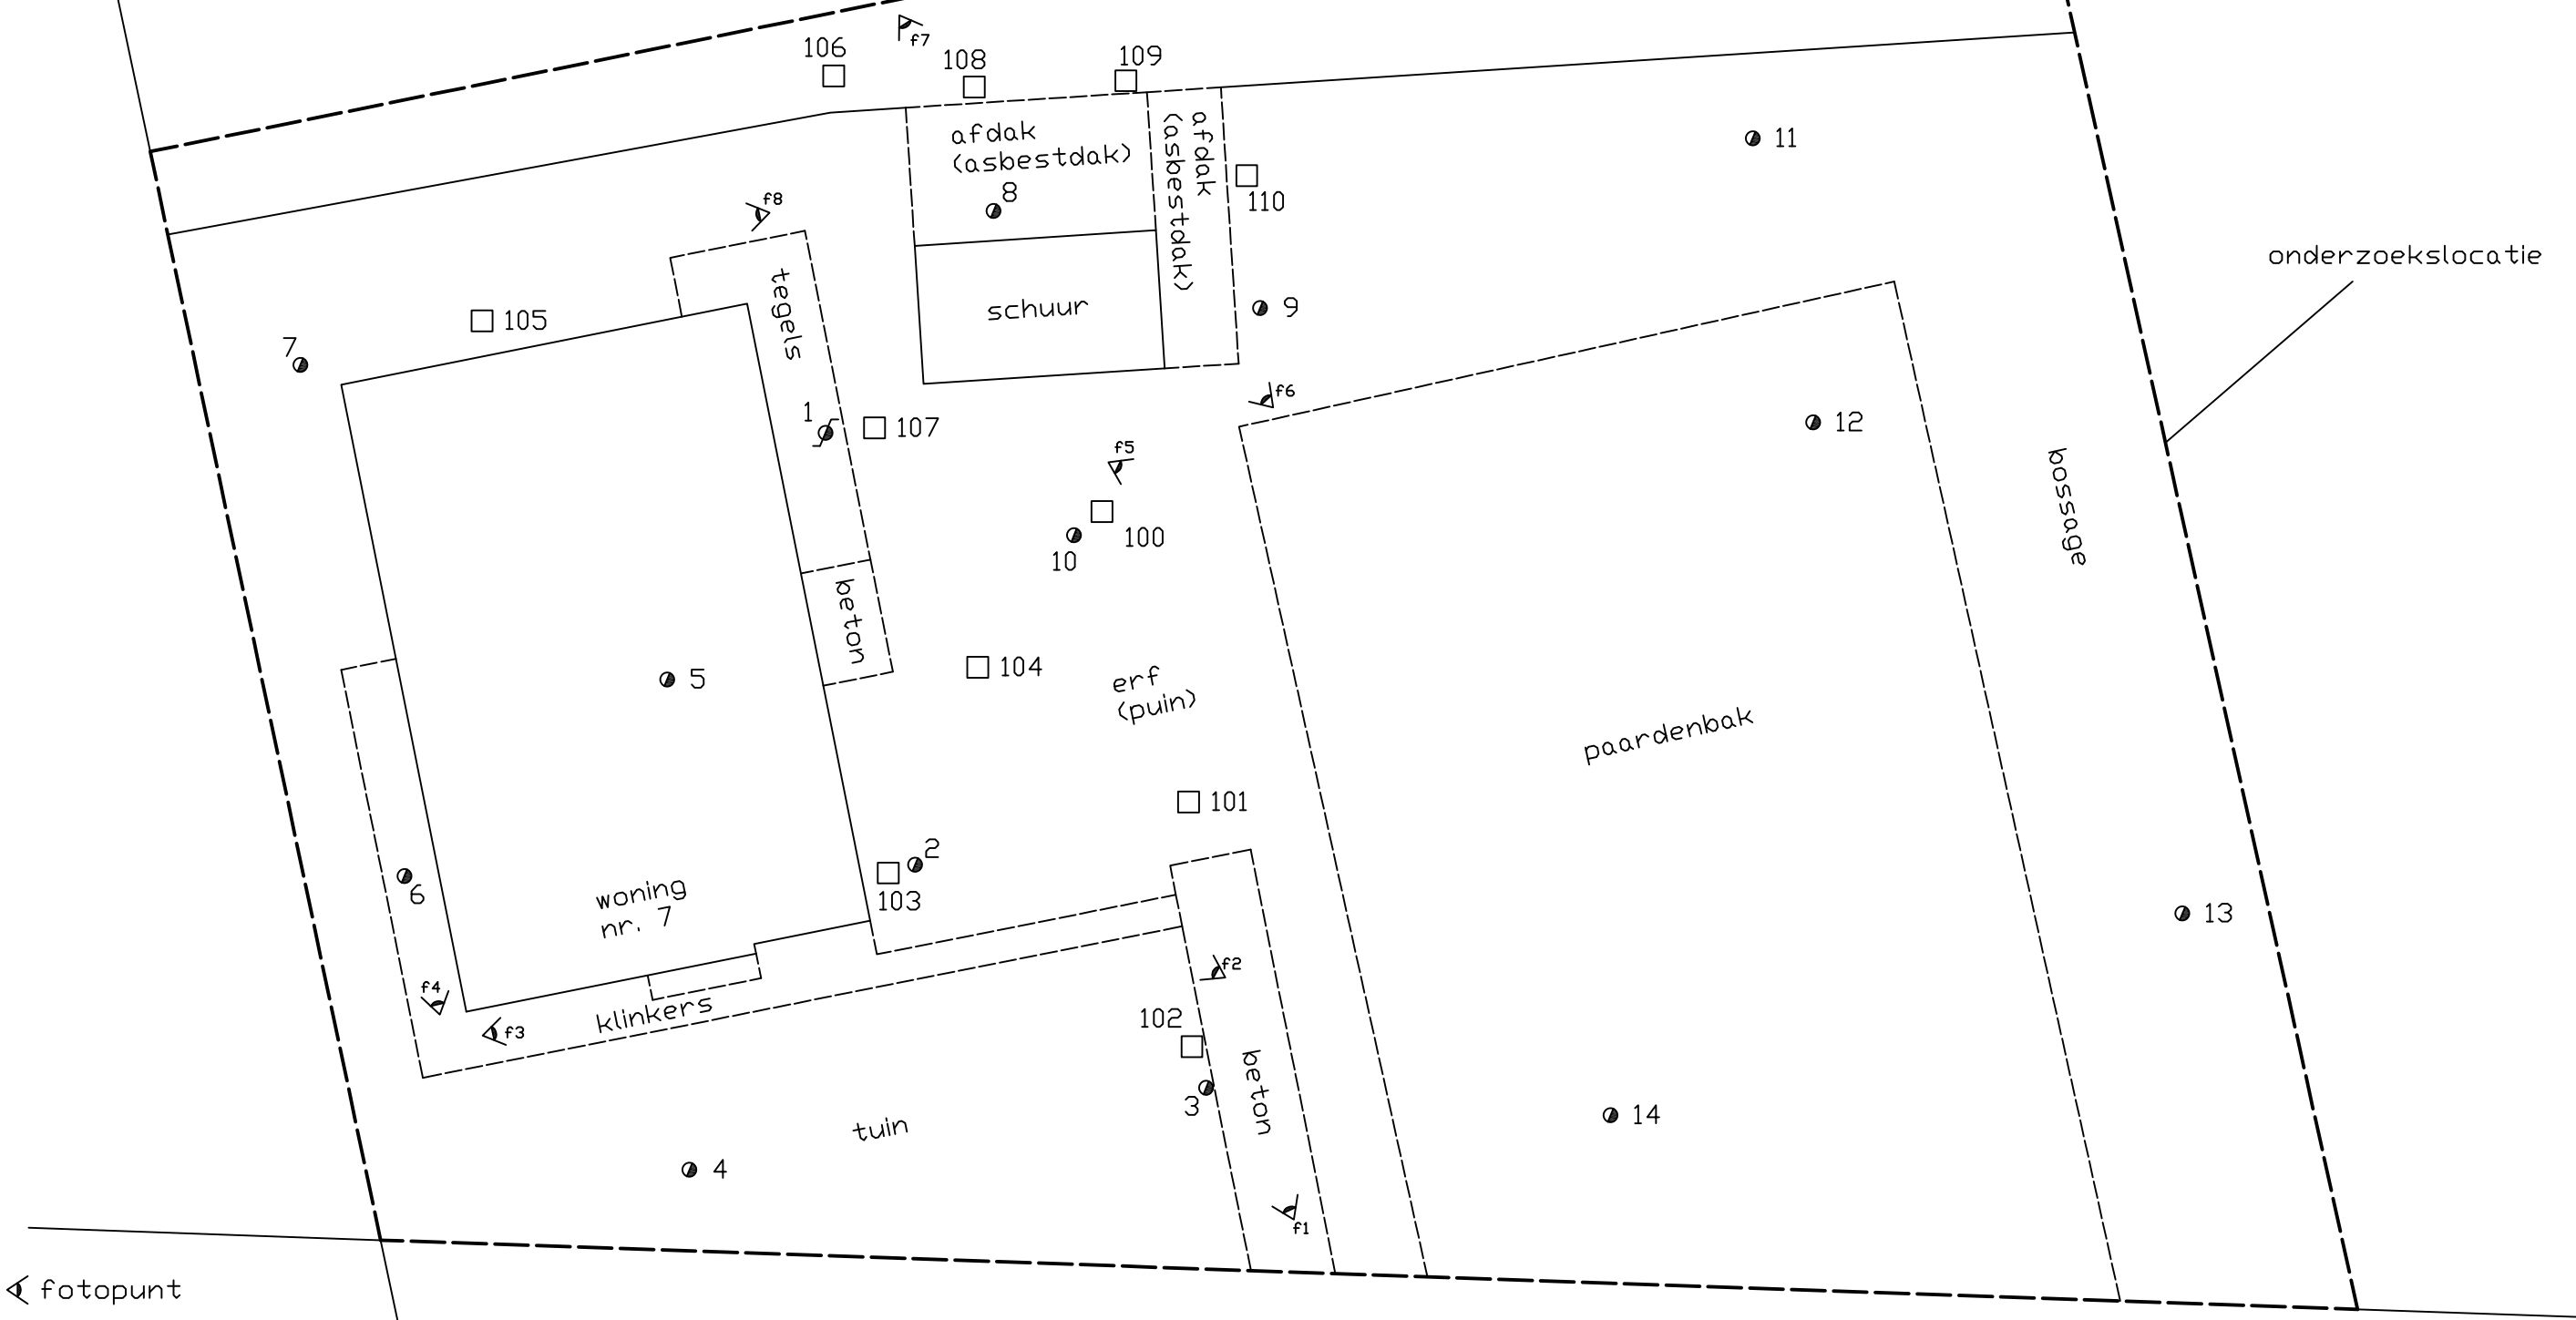 f7
106
108
109
afdak
(asbestdak)
afdak
(asbestdak)
11
8
110
f8
onderzoekslocatie
tegels
schuur
9
105
7
f6
1
107
12
f5
bossage
100
10
beton
104
5
erf
(puin)
paardenbak
101
2
103
6
woning
nr. 7
13
f2
f4
klinkers
f3
102
beton
3
tuin
14
4
f1
fotopunt